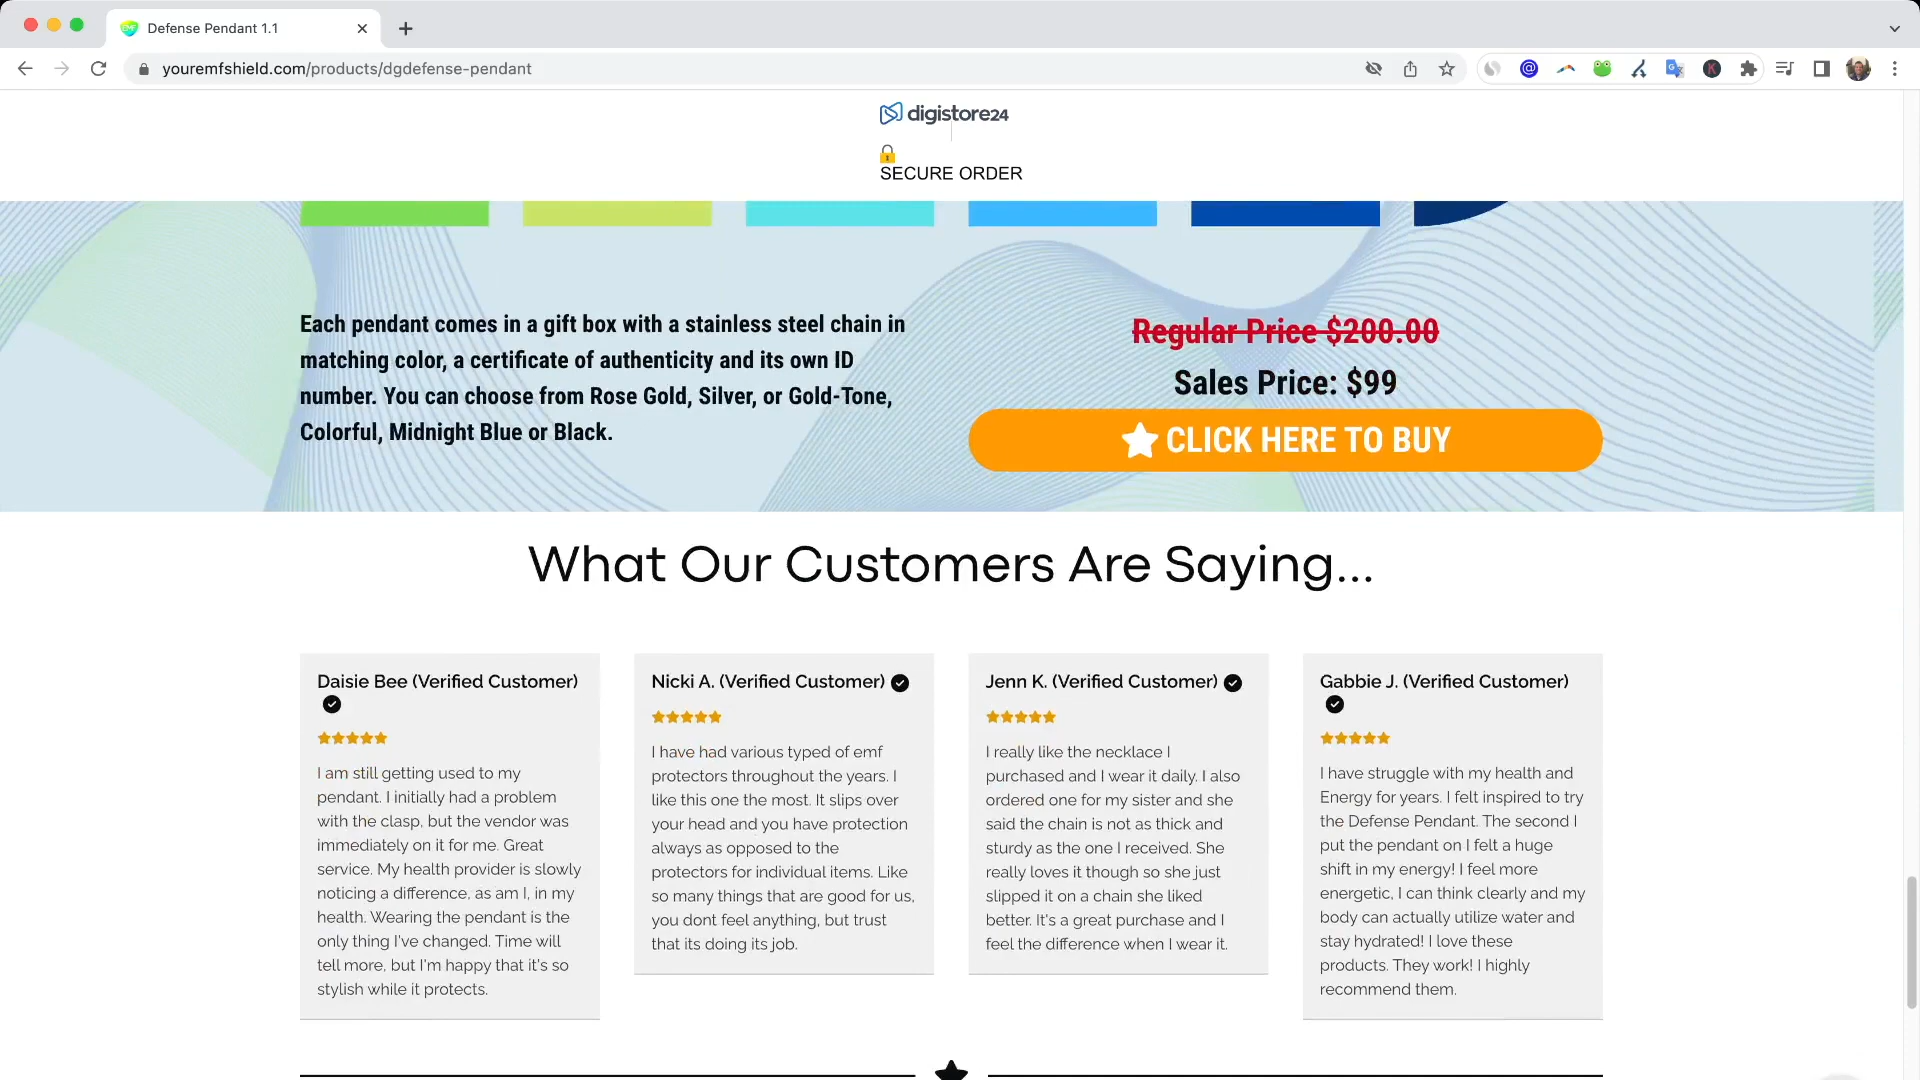 Defense Pendant 1.1
youremfshield.com/products/dgdefense-pendant
digistore24
SECURE ORDER
Each pendant comes in a gift box with a stainless steel chain in
matching color, a certificate of authenticity and its own ID
number. You can choose from Rose Gold, Silver, or Gold-Tone,
Colorful, Midnight Blue or Black.
Regular Price $200.00
Sales Price: $99
CLICK HERE TO BUY
What Our Customers Are Saying...
Daisie Bee (Verified Customer)
I am still getting used to my
pendant. I initially had a problem
with the clasp, but the vendor was
immediately on it for me. Great
service. My health provider is slowly
noticing a difference, as am I, in my
health. Wearing the pendant is the
only thing I've changed. Time will
tell more, but I'm happy that it's so
stylish while it protects.
Nicki A. (Verified Customer)
I have had various typed of emf
protectors throughout the years. I
like this one the most. It slips over
your head and you have protection
always as opposed to the
protectors for individual items. Like
so many things that are good for us,
you dont feel anything, but trust
that its doing its job.
Jenn K. (Verified Customer)
I really like the necklace I
purchased and I wear it daily. I also
ordered one for my sister and she
said the chain is not as thick and
sturdy as the one I received. She
really loves it though so she just
slipped it on a chain she liked
better. It's a great purchase and I
feel the difference when I wear it.
Gabbie J. (Verified Customer)
I have struggle with my health and
Energy for years. I felt inspired to try
the Defense Pendant. The second I
put the pendant on I felt a huge
shift in my energy! I feel more
energetic, I can think clearly and my
body can actually utilize water and
stay hydrated! I love these
products. They work! I highly
recommend them.